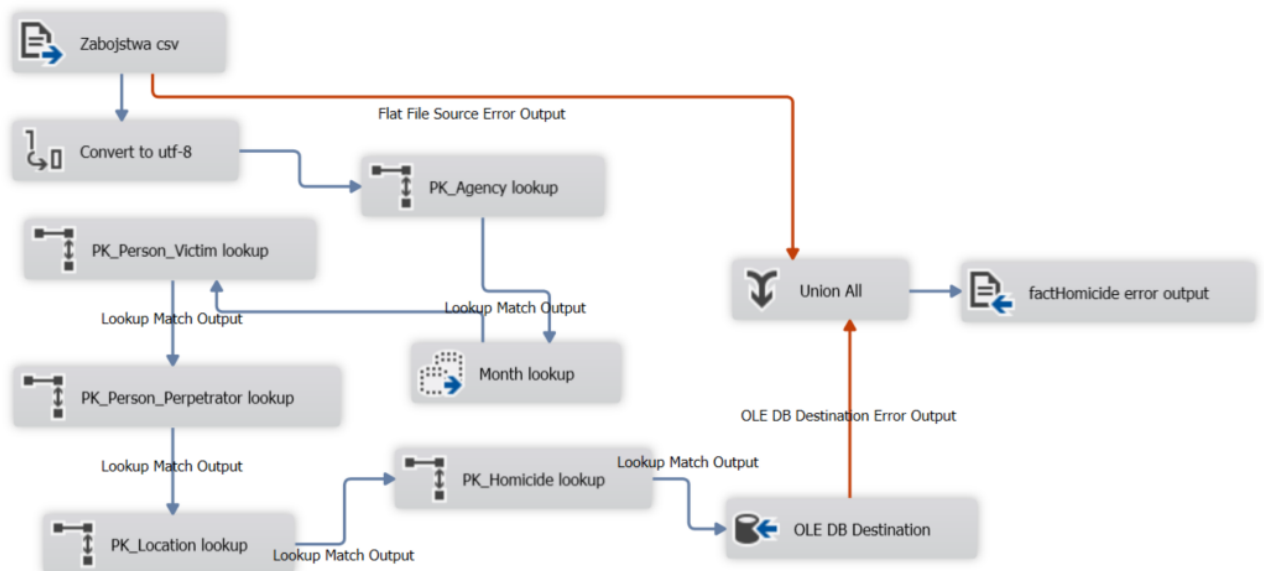 Zabojstwa csv
Flat File Source Error Output
Convert to utf-8
PK_Agency lookup
PK_Person_Victim lookup
Union All
factHomicide error output
Lookup Match Output
Lookup Match Output
Month lookup
PK_Person_Perpetrator lookup
OLE DB Destination Error Output
Lookup Match Output
Lookup Match Output
PK_Homicide lookup
OLE DB Destination
PK_Location lookup
Lookup Match Output